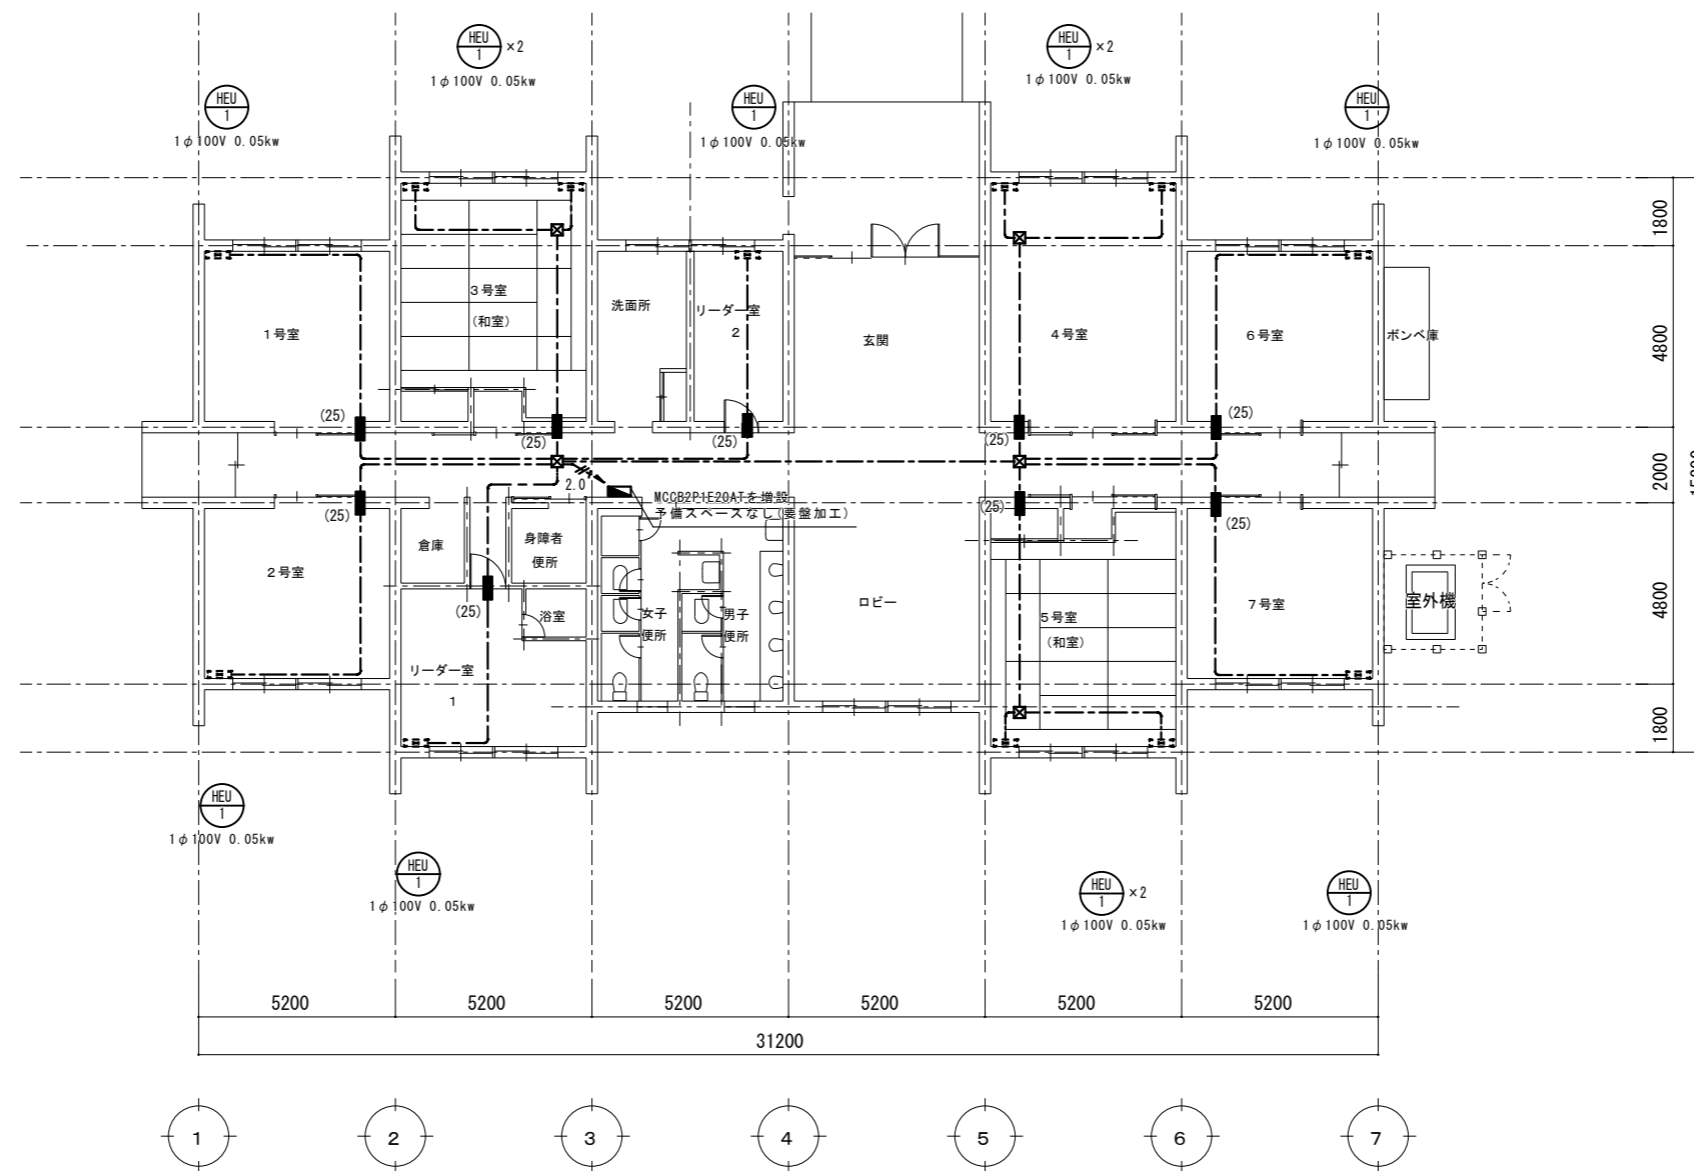 HEU
1
×2
1φ100V 0.05kw
HEU
1
×2
1φ100V 0.05kw
HEU
1
1φ100V 0.05kw
HEU
1
1φ100V 0.05kw
HEU
1
1φ100V 0.05kw
1800
4800
2000
4800
1800
1号室
3号室
(和室)
洗面所
リーダー室
2
玄関
4号室
6号室
ボンベ庫
(25)
(25)
(25)
(25)
(25)
2.0
MCCB2P1E20ATを増設
予備スペースなし(要盤加工)
(25)
(25)
(25)
倉庫
身障者
便所
2号室
(25)
浴室
女子
便所
男子
便所
ロビー
5号室
(和室)
7号室
室外機
リーダー室
1
HEU
1
1φ100V 0.05kw
HEU
1
1φ100V 0.05kw
HEU
1
×2
1φ100V 0.05kw
HEU
1
1φ100V 0.05kw
5200
5200
5200
5200
5200
5200
31200
1
2
3
4
5
6
7